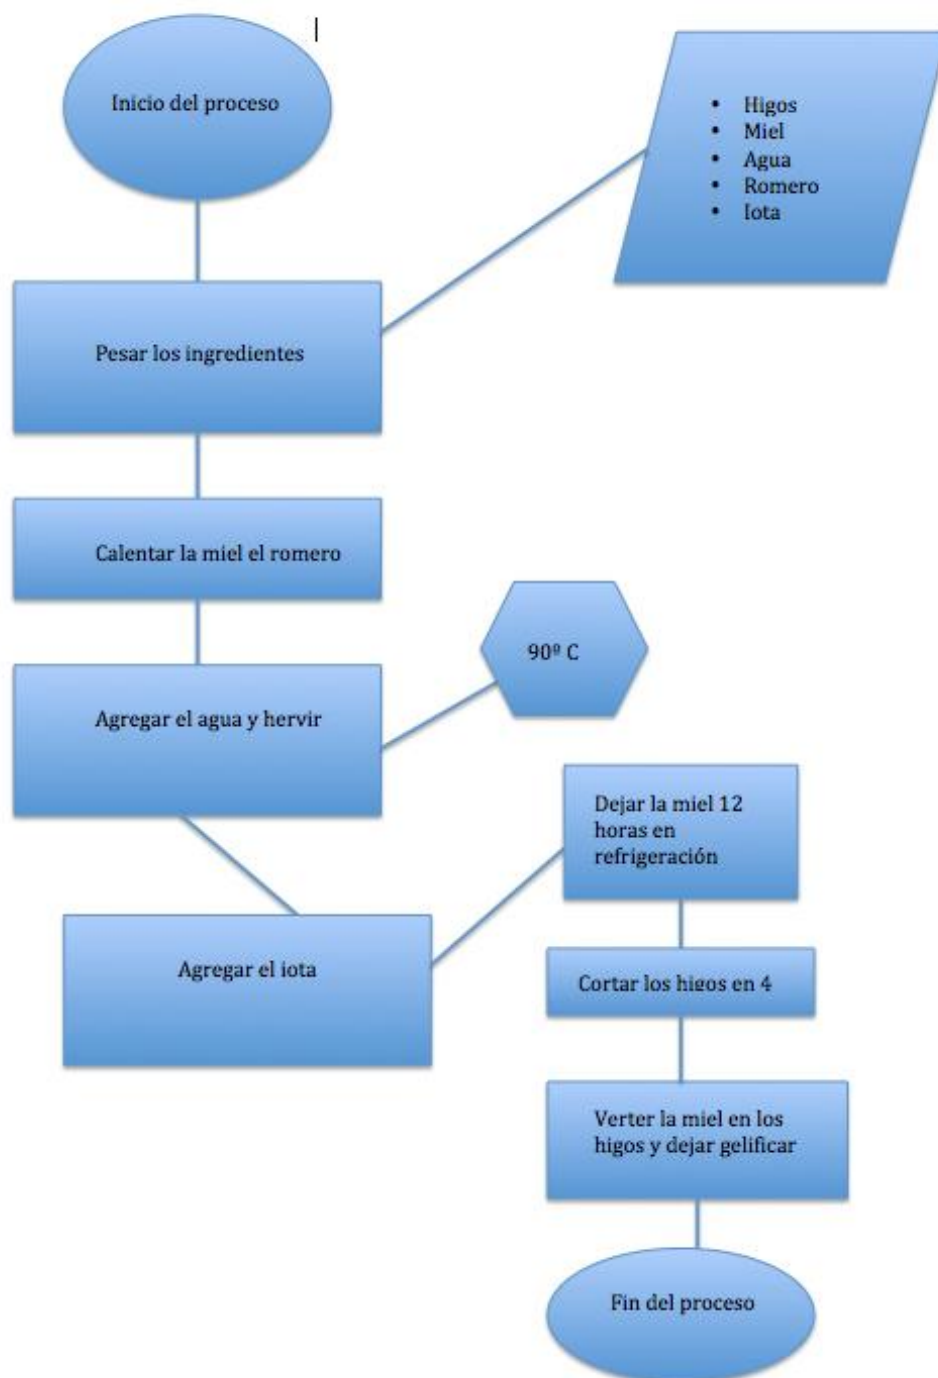 Inicio del proceso
• Higos
• Miel
• Agua
• Romero
• Iota
Pesar los ingredientes
Calentar la miel el romero
90º C
Agregar el agua y hervir
Dejar la miel 12
horas en
refrigeración
Agregar el iota
Cortar los higos en 4
Verter la miel en los
higos y dejar gelificar
Fin del proceso